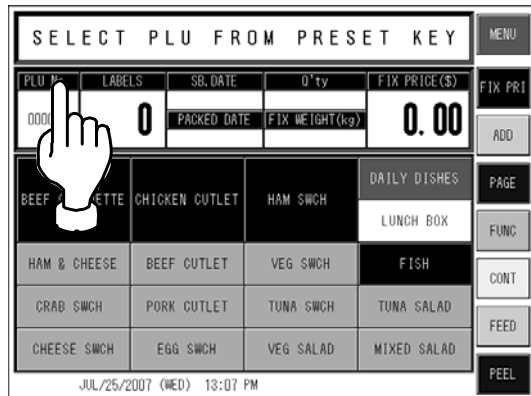 SELECT PLU FROM PRESET KEY
MENU
PLU No LABELS SB.DATE Q'ty FIX PRICE($)
FIX PRI
0 PACKED DATE FIX WEIGHT(kg) 0.00
ADD
BEEF CHICKEN CUTLET HAM SWCH DAILY DISHES
PAGE
LUNCH BOX
FUNC
HAM & CHEESE BEEF CUTLET VEG SWCH FISH
CONT
CRAB SWCH PORK CUTLET TUNA SWCH TUNA SALAD
FEED
CHEESE SWCH EGG SWCH VEG SALAD MIXED SALAD
PEEL
JUL/25/2007 (WED) 13:07 PM